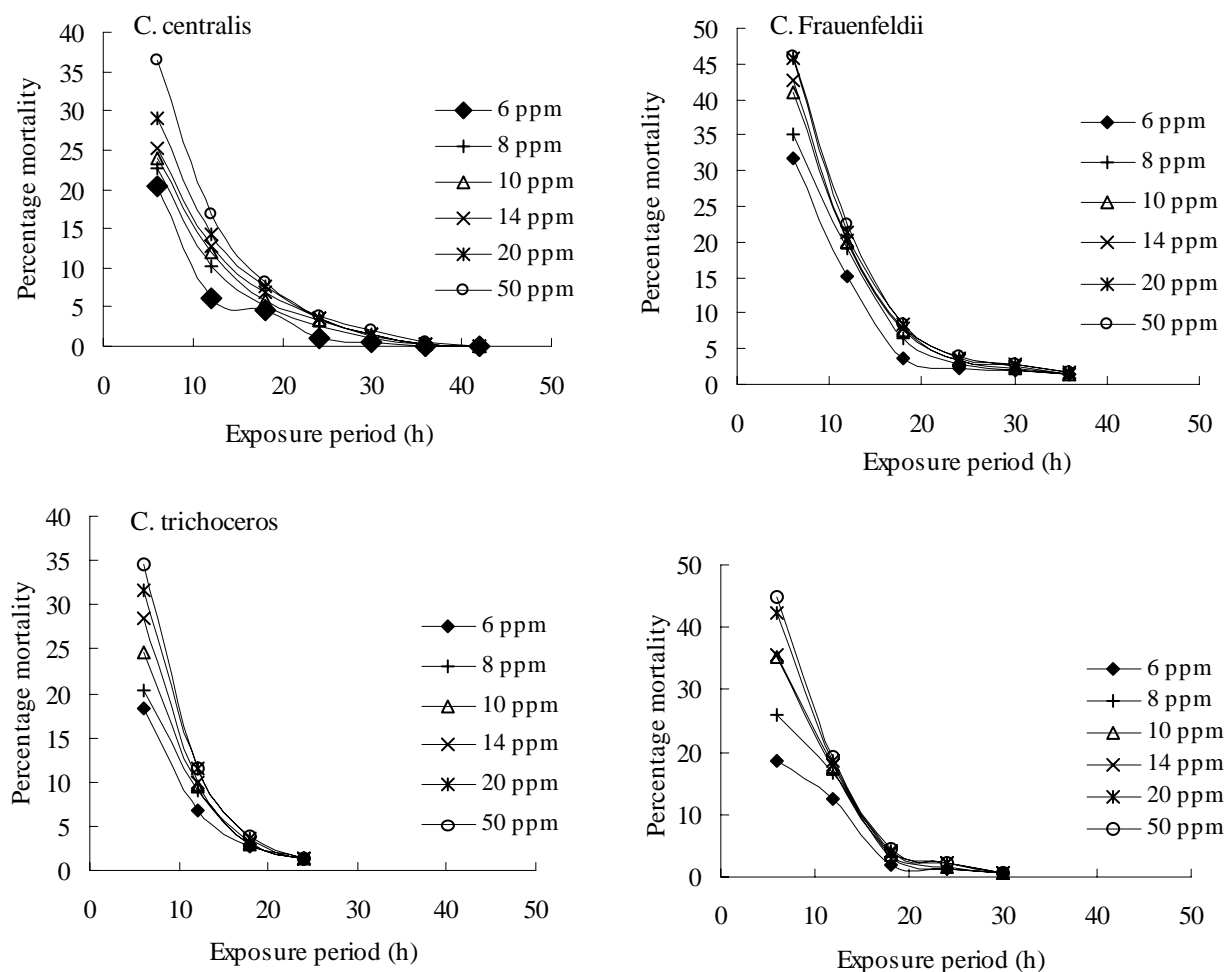 C. centralis
40
35
30
25
20
15
10
5
0
Percentage mortality
0 10 20 30 40 50
Exposure period (h)
6 ppm
8 ppm
10 ppm
14 ppm
20 ppm
50 ppm
C. Frauenfeldii
50
45
40
35
30
25
20
15
10
5
0
Percentage mortality
0 10 20 30 40 50
Exposure period (h)
6 ppm
8 ppm
10 ppm
14 ppm
20 ppm
50 ppm
C. trichoceros
40
35
30
25
20
15
10
5
0
Percentage mortality
0 10 20 30 40 50
Exposure period (h)
6 ppm
8 ppm
10 ppm
14 ppm
20 ppm
50 ppm
50
40
30
20
10
0
Percentage mortality
0 10 20 30 40 50
Exposure period (h)
6 ppm
8 ppm
10 ppm
14 ppm
20 ppm
50 ppm